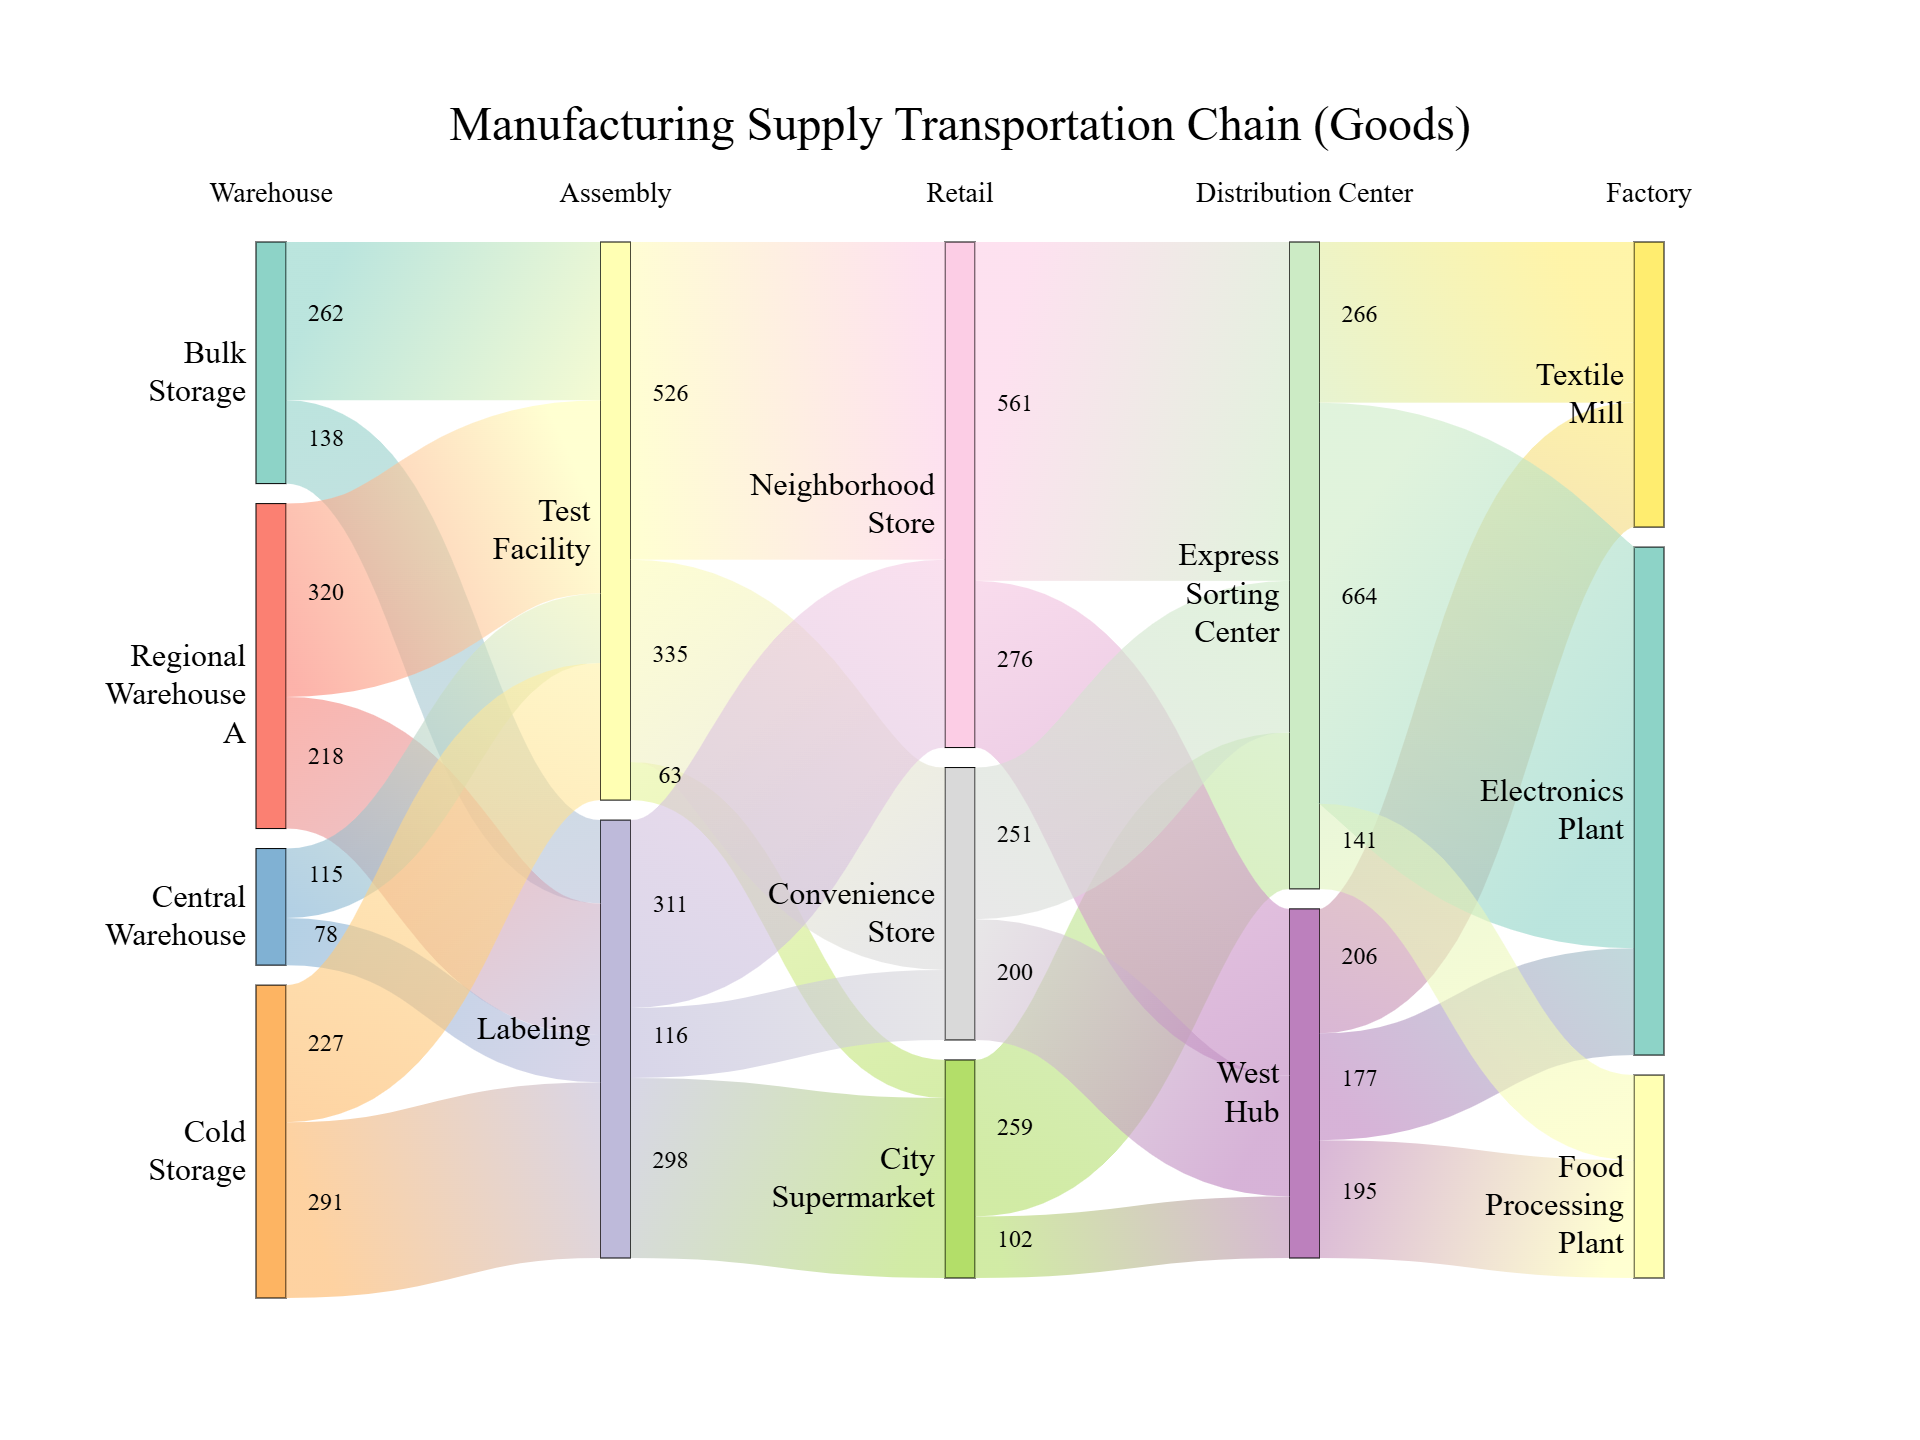 Manufacturing Supply Transportation Chain (Goods)
Warehouse
Assembly
Retail
Distribution Center
Factory
Bulk
Storage
Regional
Warehouse
A
Central
Warehouse
Cold
Storage
262
138
320
218
115
78
227
291
Test
Facility
Labeling
526
335
63
311
116
298
Neighborhood
Store
Convenience
Store
City
Supermarket
561
276
251
200
259
102
Express
Sorting
Center
West
Hub
266
664
141
206
177
195
Textile
Mill
Electronics
Plant
Food
Processing
Plant